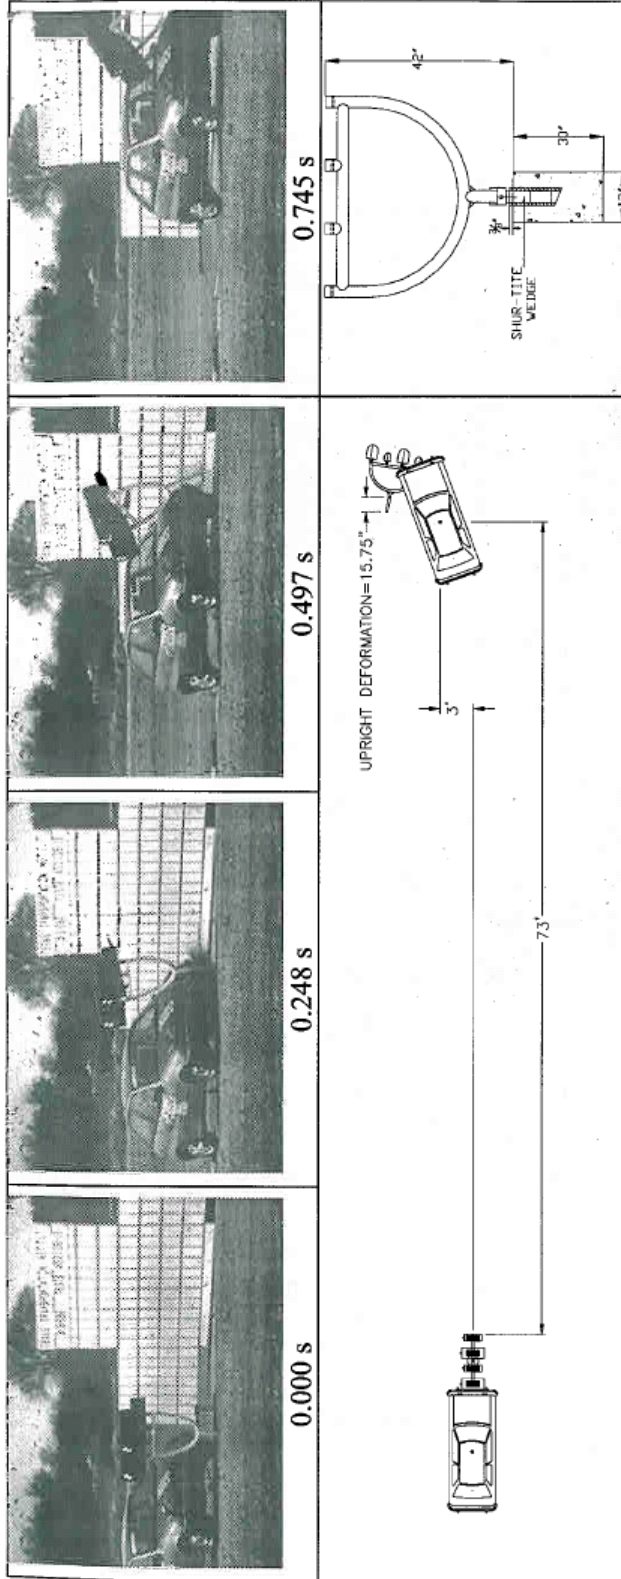 0.000 s
0.248 s
0.497 s
0.745 s
UPRIGHT DEFORMATION=15.75"
3'
73'
42"
30"
SHUR-TITE
WEDGE